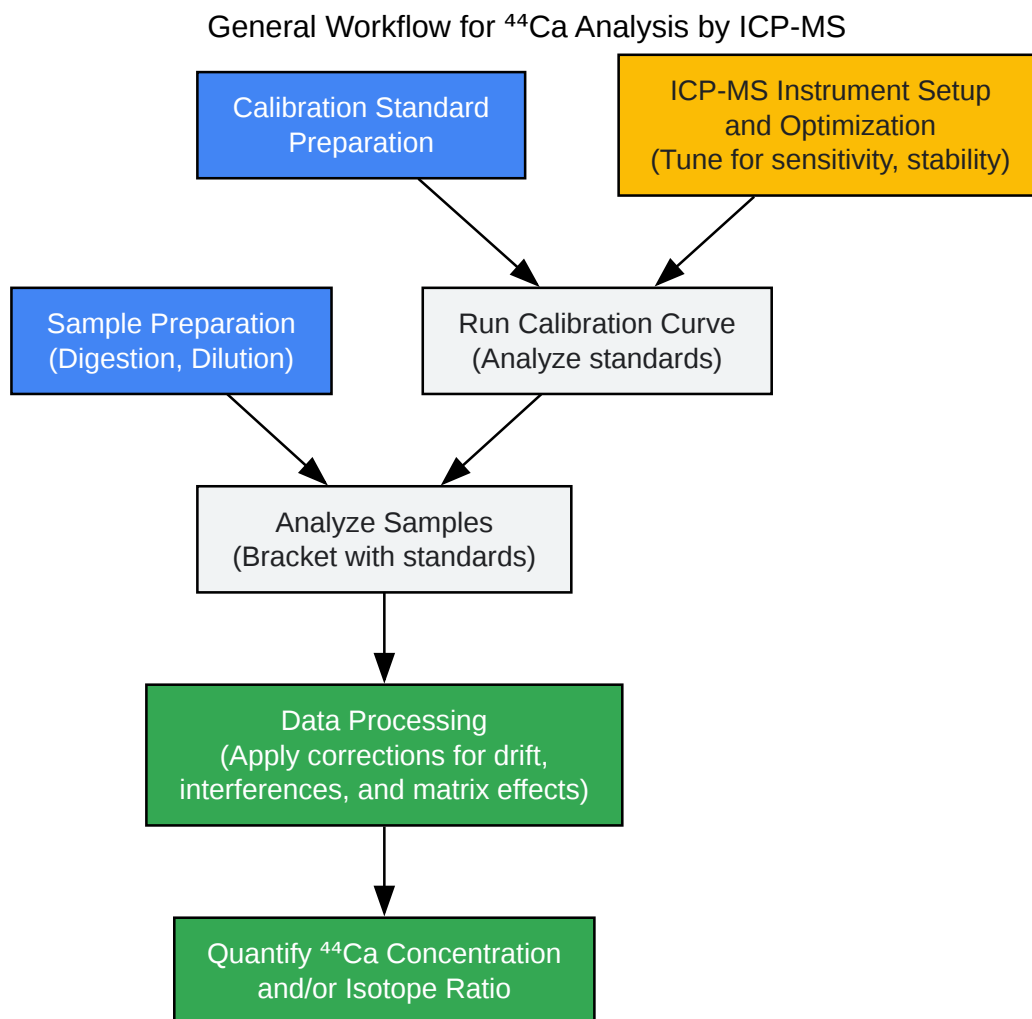 General Workflow for ⁴⁴Ca Analysis by ICP-MS
Calibration Standard
Preparation
ICP-MS Instrument Setup
and Optimization
(Tune for sensitivity, stability)
Sample Preparation
(Digestion, Dilution)
Run Calibration Curve
(Analyze standards)
Analyze Samples
(Bracket with standards)
Data Processing
(Apply corrections for drift,
interferences, and matrix effects)
Quantify ⁴⁴Ca Concentration
and/or Isotope Ratio